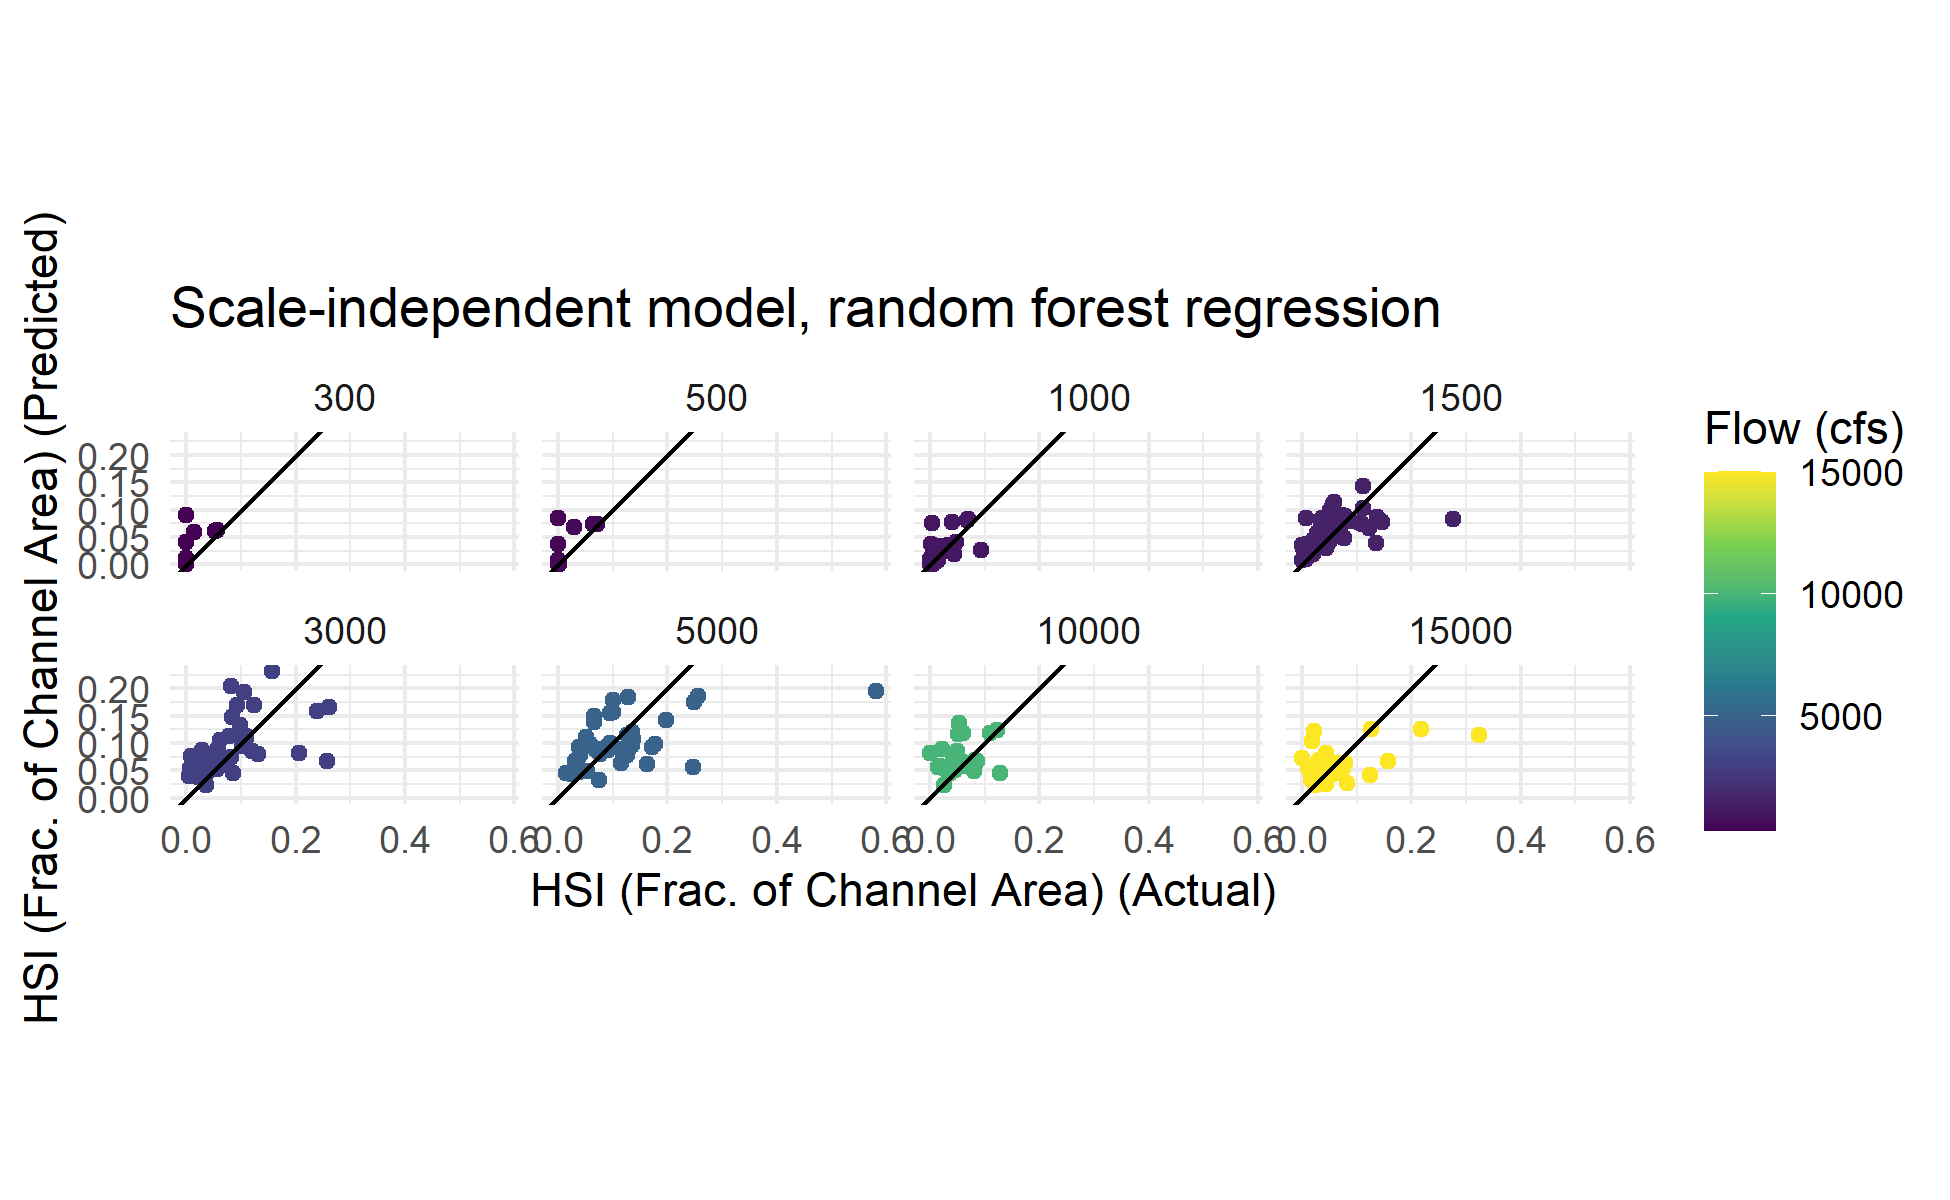 Scale-independent model, random forest regression
HSI (Frac. of Channel Area) (Predicted)
300 500 1000 1500
0.20
0.15
0.10
0.05
0.00
3000 5000 10000 15000
0.20
0.15
0.10
0.05
0.00
0.0 0.2 0.4 0.6 0.0 0.2 0.4 0.6 0.0 0.2 0.4 0.6 0.0 0.2 0.4 0.6
HSI (Frac. of Channel Area) (Actual)
Flow (cfs)
15000
10000
5000